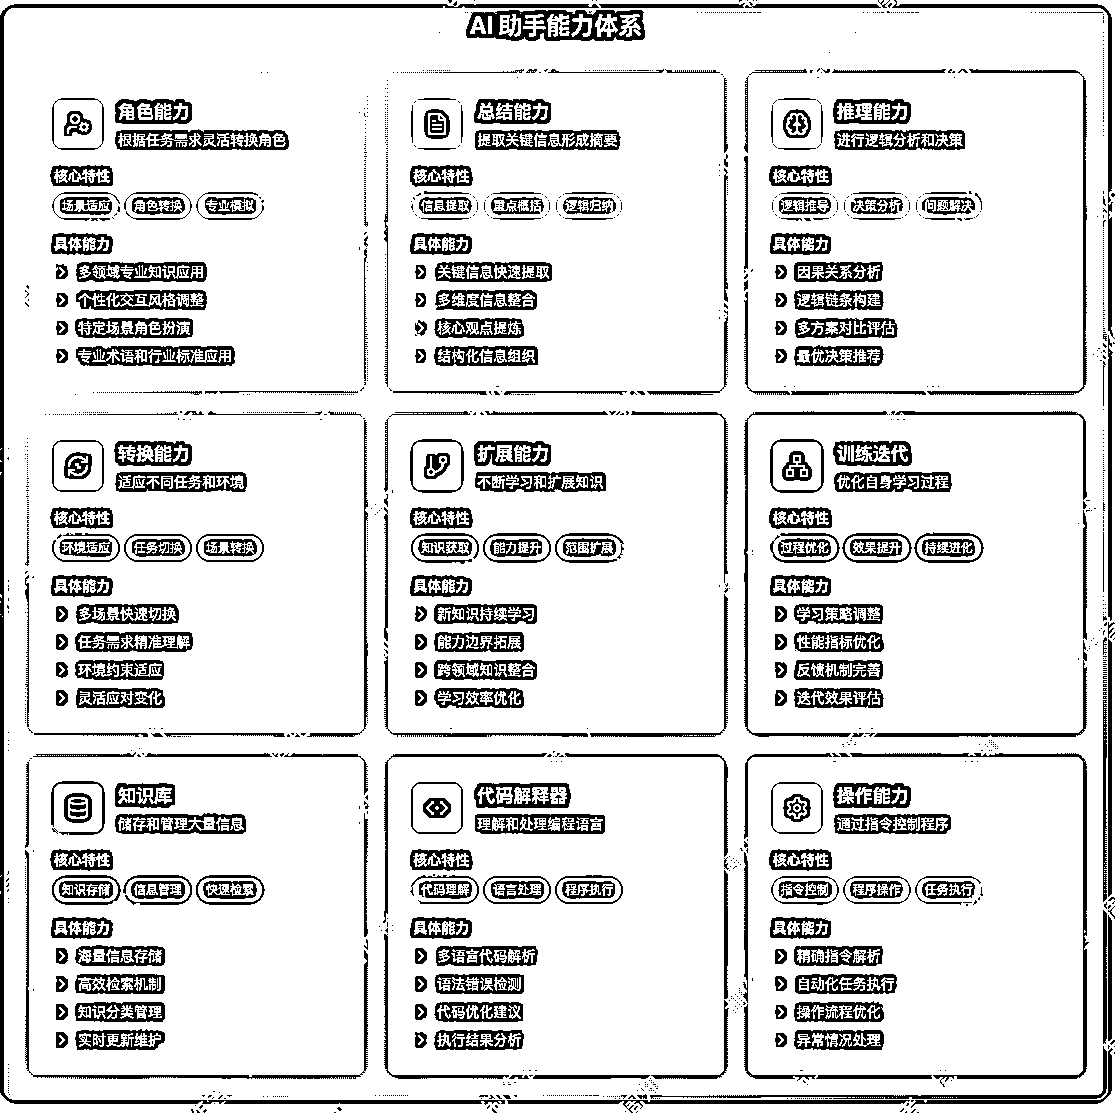 AI 助手能力体系
角色能力
根据任务需求灵活转换角色
核心特性
场景适应 角色转换 专业模拟
具体能力
多领域专业知识应用
个性化交互风格调整
特定场景角色扮演
专业术语和行业标准应用
总结能力
提取关键信息形成摘要
核心特性
信息提取 重点概括 逻辑归纳
具体能力
关键信息快速提取
多维度信息整合
核心观点提炼
结构化信息组织
推理能力
进行逻辑分析和决策
核心特性
逻辑推导 决策分析 问题解决
具体能力
因果关系分析
逻辑链条构建
多方案对比评估
最优决策推荐
转换能力
适应不同任务和环境
核心特性
环境适应 任务切换 场景转换
具体能力
多场景快速切换
任务需求精准理解
环境约束适应
灵活应对变化
扩展能力
不断学习和扩展知识
核心特性
知识获取 能力提升 范围扩展
具体能力
新知识持续学习
能力边界拓展
跨领域知识整合
学习效率优化
训练迭代
优化自身学习过程
核心特性
过程优化 效果提升 持续进化
具体能力
学习策略调整
性能指标优化
反馈机制完善
迭代效果评估
知识库
储存和管理大量信息
核心特性
知识存储 信息管理 快速检索
具体能力
海量信息存储
高效检索机制
知识分类管理
实时更新维护
代码解释器
理解和处理编程语言
核心特性
代码理解 语言处理 程序执行
具体能力
多语言代码解析
语法错误检测
代码优化建议
执行结果分析
操作能力
通过指令控制程序
核心特性
指令控制 程序操作 任务执行
具体能力
精确指令解析
自动化任务执行
操作流程优化
异常情况处理